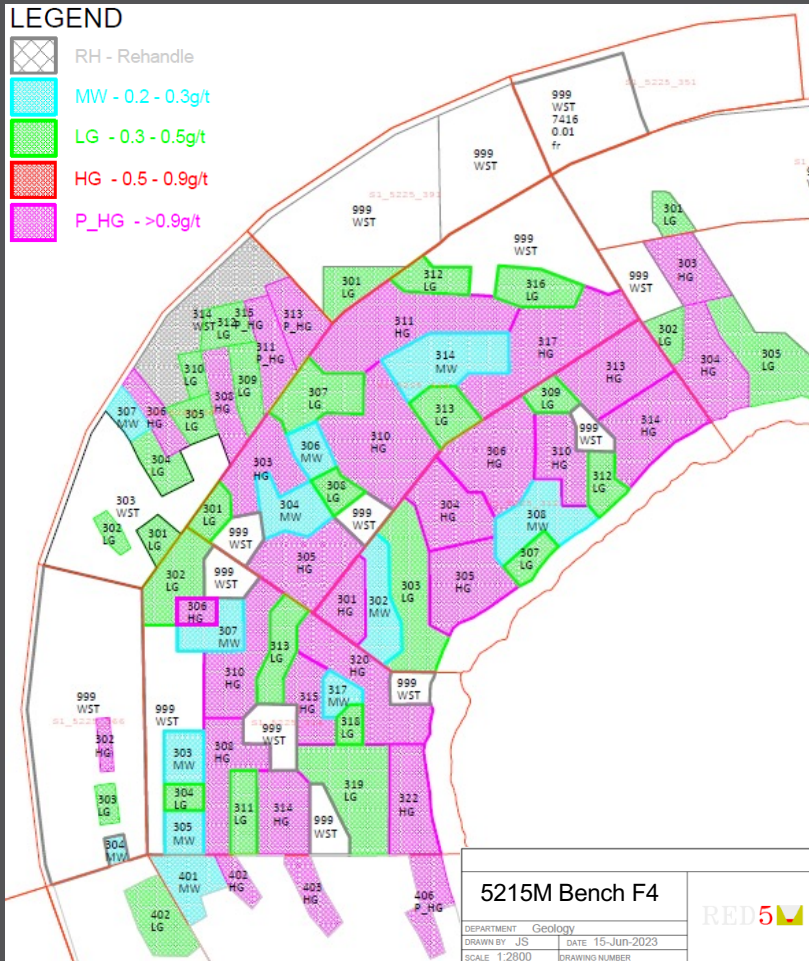 LEGEND
RH - Rehandle
MW - 0.2 - 0.3g/t
LG - 0.3 - 0.5g/t
HG - 0.5 - 0.9g/t
P_HG - >0.9g/t
S1_5225_351
999
WST
7416
0.01
fr
999
WST
S1_5225_391
999
WST
999
WST
301
LG
303
HG
999
WST
301
LG
312
LG
316
LG
314
WST
312
LG
315
P_HG
313
P_HG
311
P_HG
311
HG
317
HG
302
LG
304
HG
305
LG
314
MW
313
HG
310
LG
309
LG
308
HG
307
LG
309
LG
313
LG
307
MW
306
HG
305
LG
999
WST
314
HG
306
MW
310
HG
306
HG
310
HG
304
LG
303
HG
308
LG
312
LG
303
WST
301
LG
304
MW
999
WST
304
HG
308
MW
302
LG
301
LG
999
WST
307
LG
305
HG
305
HG
302
LG
999
WST
303
LG
301
HG
302
MW
306
HG
307
MW
313
LG
320
HG
310
HG
999
WST
999
WST
999
WST
315
HG
317
MW
318
LG
302
HG
308
HG
999
WST
303
MW
319
LG
303
LG
304
LG
311
LG
314
HG
322
HG
305
MW
999
WST
304
MW
401
MW
402
HG
403
HG
406
P_HG
402
LG
5215M Bench F4
RED5
DEPARTMENT Geology
DRAWN BY JS
DATE 15-Jun-2023
SCALE 1:2800
DRAWING NUMBER